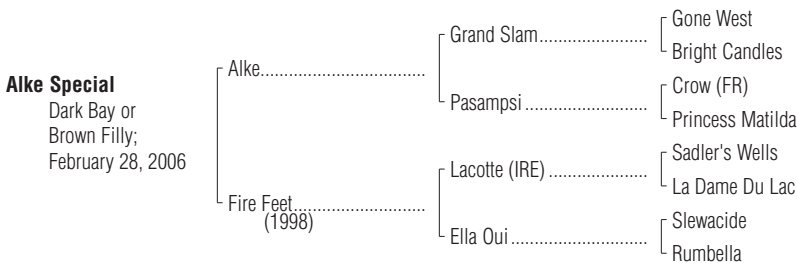 Alke Special
Dark Bay or
Brown Filly;
February 28, 2006
Alke................................
Fire Feet.........................
(1998)
Grand Slam.....................
Pasampsi ........................
Lacotte (IRE) ...................
Ella Oui ...........................
Gone West
Bright Candles
Crow (FR)
Princess Matilda
Sadler's Wells
La Dame Du Lac
Slewacide
Rumbella